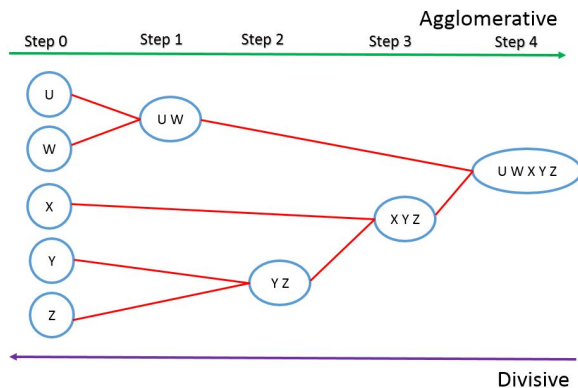 Agglomerative
Step 0 Step 1 Step 2 Step 3 Step 4
U
U W
W
U W X Y Z
X
X Y Z
Y
Y Z
Z
Divisive